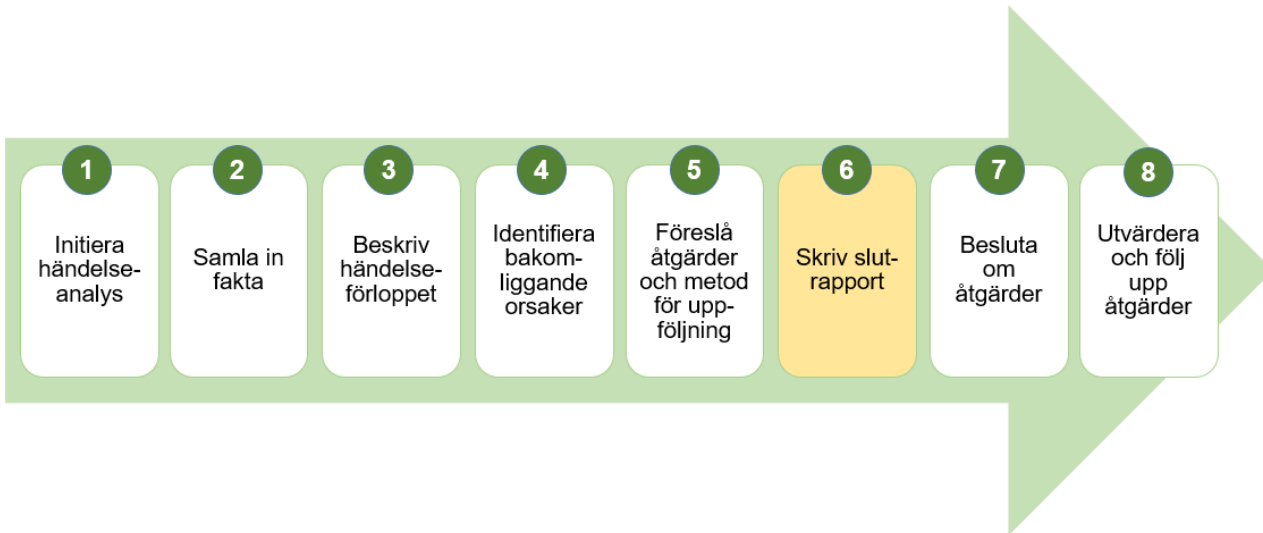 1
Initiera
händelse-
analys
2
Samla in
fakta
3
Beskriv
händelse-
förloppet
4
Identifiera
bakom-
liggande
orsaker
5
Föreslå
åtgärder
och metod
för upp-
följning
6
Skriv slut-
rapport
7
Besluta
om
åtgärder
8
Utvärdera
och följ
upp
åtgärder